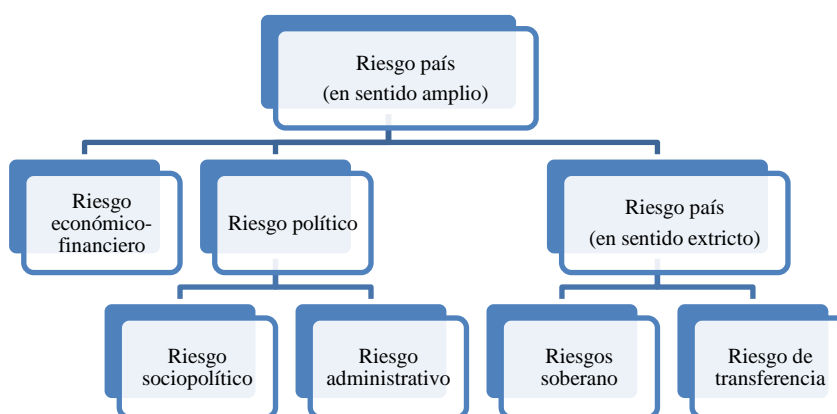 Riesgo país
(en sentido amplio)
Riesgo
económico-
financiero
Riesgo político
Riesgo país
(en sentido extricto)
Riesgo
sociopolítico
Riesgo
administrativo
Riesgos
soberano
Riesgo de
transferencia